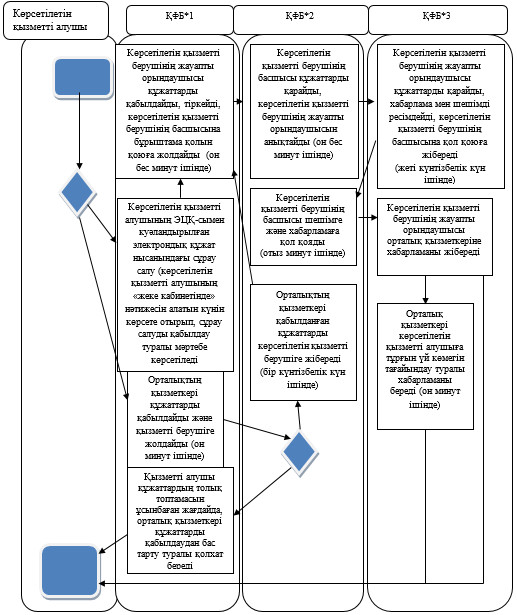 Көрсетілетін
қызметті алушы
ҚФБ*1
ҚФБ*2
ҚФБ*3
Көрсетілетін қызметті
берушінің жауапты
орындаушысы
құжаттарды
қабылдайды, тіркейді,
көрсетілетін қызметті
берушінің басшысына
бұрыштама қолын
қоюға жолдайды (он
бес минут ішінде)
Көрсетілетін
қызметті берушінің
басшысы құжаттарды
қарайды,
көрсетілетін қызметті
берушінің жауапты
орындаушысын
анықтайды (он бес
минут ішінде)
Көрсетілетін қызметті
берушінің жауапты
орындаушысы
құжаттарды қарайды,
хабарлама мен шешімді
ресімдейді, көрсетілетін
қызметті берушінің
басшысына қол қоюға
жібереді
(жеті күнтізбелік күн
ішінде)
Көрсетілетін қызметті
алушының ЭЦҚ-сымен
куәландырылған
электрондық құжат
нысанындағы сұрау
салу (көрсетілетін
қызметті алушының
«жеке кабинетінде»
нәтижесін алатын күнін
көрсете отырып, сұрау
салуды қабылдау
туралы мәртебе
көрсетіледі
Көрсетілетін
қызметті берушінің
басшысы шешімге
және хабарламаға
қол қояды
(отыз минут ішінде)
Көрсетілетін қызметті
берушінің жауапты
орындаушысы
орталық қызметкеріне
хабарламаны жібереді
Орталықтың
қызметкері
қабылданған
құжаттарды
көрсетілетін қызметті
берушіге жібереді
(бір күнтізбелік күн
ішінде)
Орталық
қызметкері
көрсетілетін
қызметті алушыға
тұрғын үй көмегін
тағайындау туралы
хабарламаны
береді (он минут
ішінде)
Орталықтың
қызметкері
құжаттарды
қабылдайды және
қызметті берушіге
жолдайды (он
минут ішінде)
Қызметті алушы
құжаттардың толық
топтамасын
ұсынбаған жағдайда,
орталық қызметкері
құжаттарды
қабылдаудан бас
тарту туралы қолхат
береді